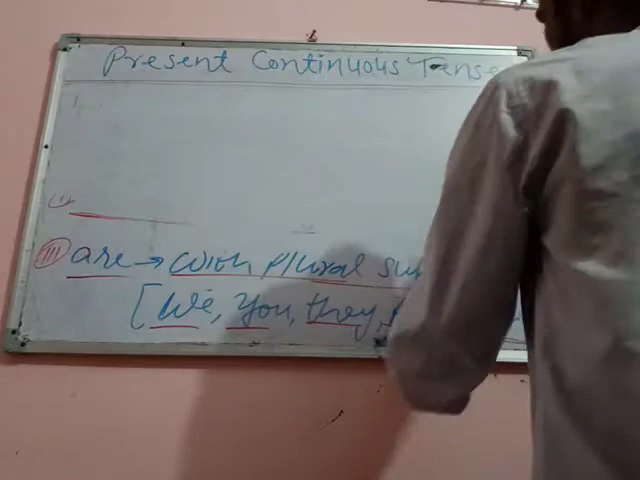 Present Continuous Tense
(i)
(iii) are → with plural
[We, You, they,